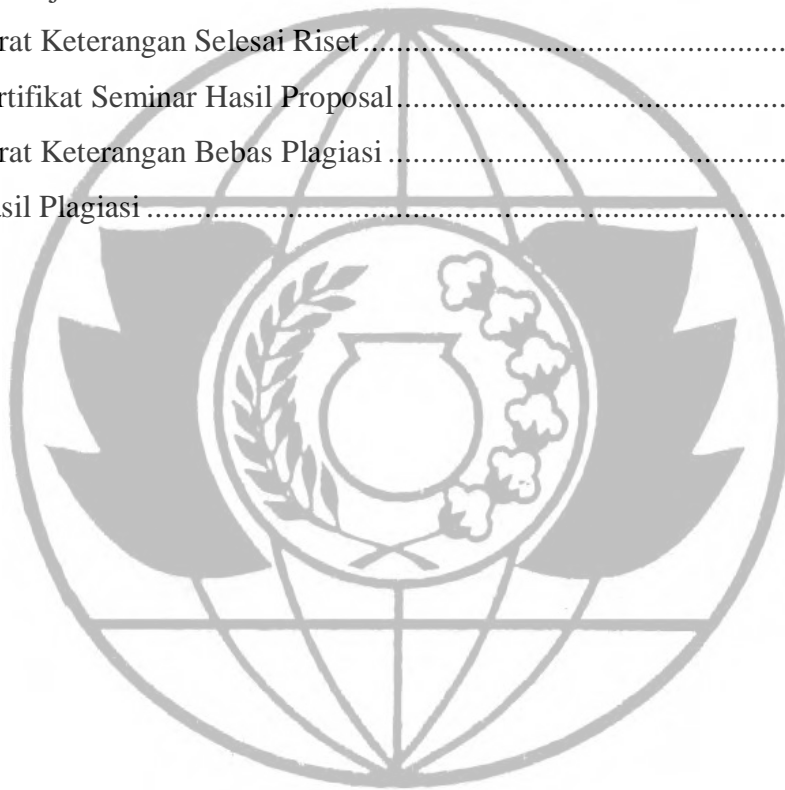 rat Keterangan Selesai Riset........................................................
rtifikat Seminar Hasil Proposal...................................................
rat Keterangan Bebas Plagiasi....................................................
sil Plagiasi................................................................................